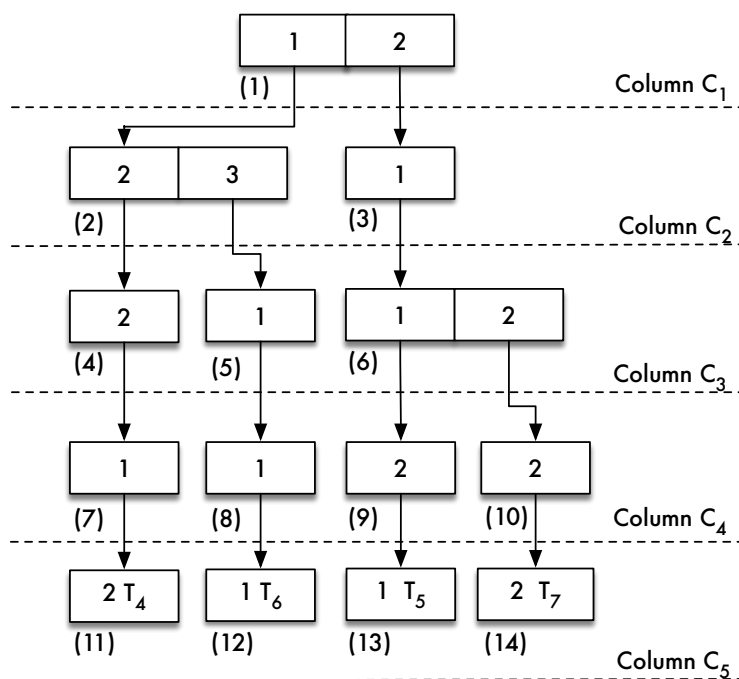 1 2
(1) Column C1
2 3 1
(2) (3) Column C2
2 1 1 2
(4) (5) (6) Column C3
1 1 2 2
(7) (8) (9) (10) Column C4
2 T4 1 T6 1 T5 2 T7
(11) (12) (13) (14)
Column C5